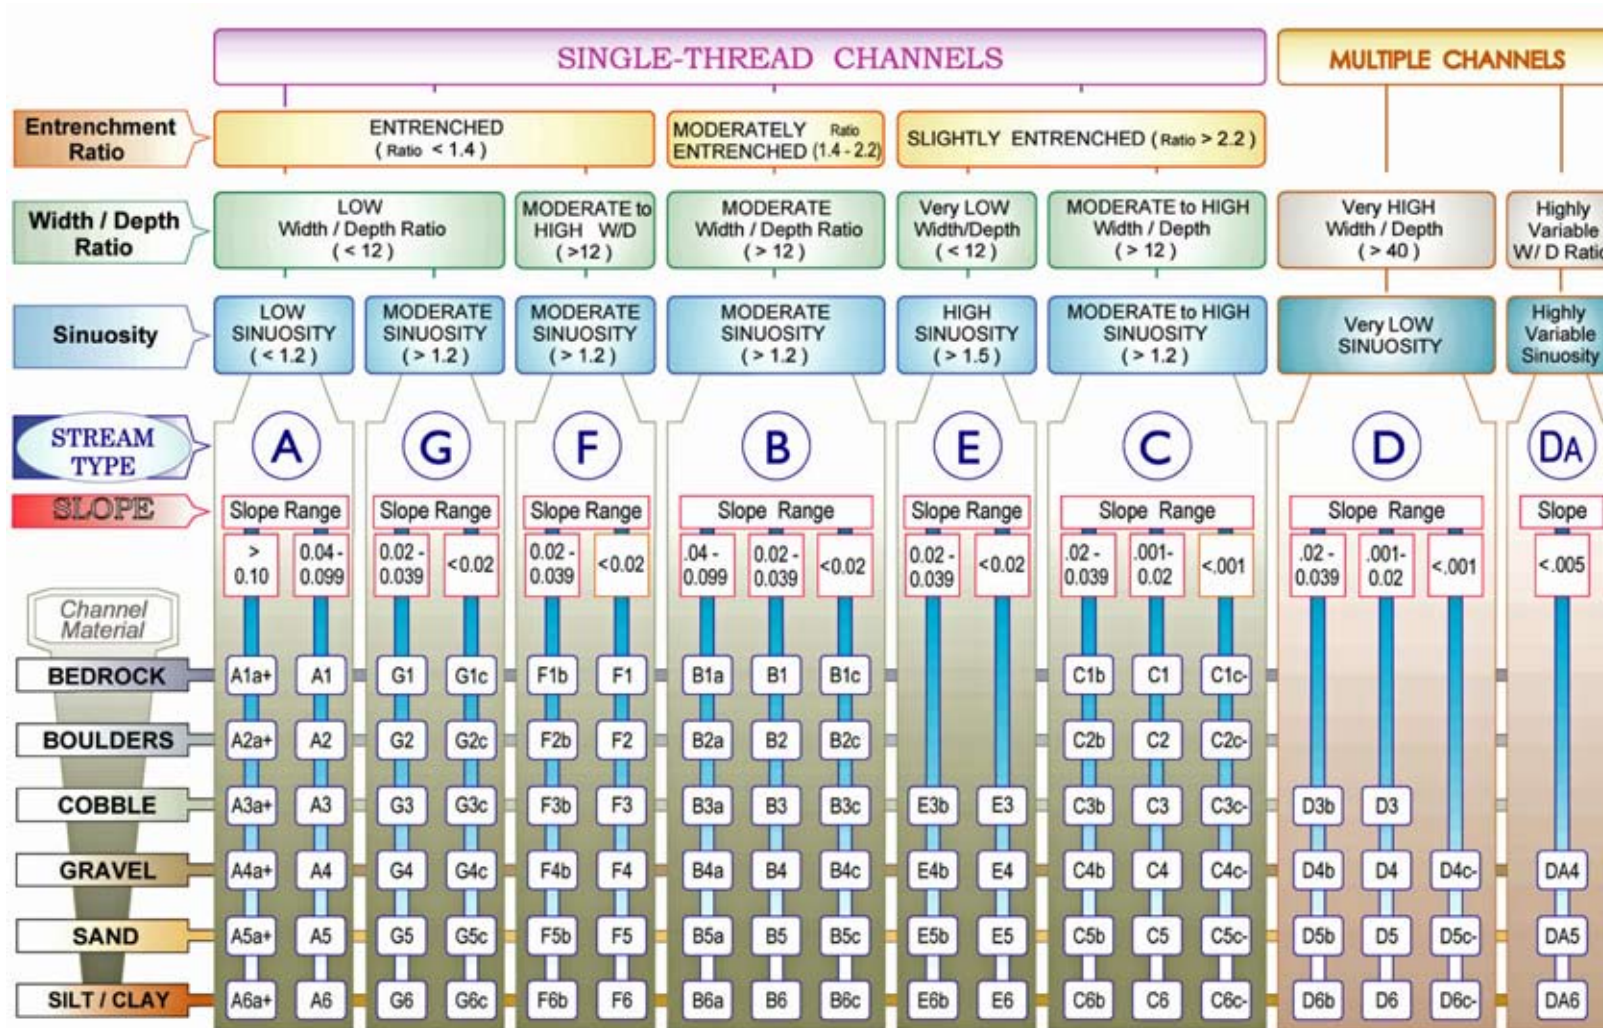 SINGLE-THREAD CHANNELS
MULTIPLE CHANNELS
Entrenchment
Ratio
ENTRENCHED
( Ratio < 1.4 )
MODERATELY Ratio
ENTRENCHED (1.4 - 2.2)
SLIGHTLY ENTRENCHED ( Ratio > 2.2 )
Width / Depth
Ratio
LOW
Width / Depth Ratio
( < 12 )
MODERATE to
HIGH W/D
( >12 )
MODERATE
Width / Depth Ratio
( > 12 )
Very LOW
Width/Depth
( < 12 )
MODERATE to HIGH
Width / Depth
( > 12 )
Very HIGH
Width / Depth
( > 40 )
Highly
Variable
W/ D Ratio
Sinuosity
LOW
SINUOSITY
( < 1.2 )
MODERATE
SINUOSITY
( > 1.2 )
MODERATE
SINUOSITY
( > 1.2 )
MODERATE
SINUOSITY
( > 1.2 )
HIGH
SINUOSITY
( > 1.5 )
MODERATE to HIGH
SINUOSITY
( > 1.2 )
Very LOW
SINUOSITY
Highly
Variable
Sinuosity
STREAM
TYPE
A G F B E C D DA
SLOPE
Slope Range Slope Range Slope Range Slope Range Slope Range Slope Range Slope Range Slope
>
0.10
0.04 -
0.099
0.02 -
0.039
<0.02
0.02 -
0.039
<0.02
.04 -
0.099
0.02 -
0.039
<0.02
0.02 -
0.039
<0.02
.02 -
0.039
.001-
0.02
<.001
.02 -
0.039
.001-
0.02
<.001
<.005
Channel
Material
BEDROCK A1a+ A1 G1 G1c F1b F1 B1a B1 B1c C1b C1 C1c-
BOULDERS A2a+ A2 G2 G2c F2b F2 B2a B2 B2c C2b C2 C2c-
COBBLE A3a+ A3 G3 G3c F3b F3 B3a B3 B3c E3b E3 C3b C3 C3c- D3b D3
GRAVEL A4a+ A4 G4 G4c F4b F4 B4a B4 B4c E4b E4 C4b C4 C4c- D4b D4 D4c- DA4
SAND A5a+ A5 G5 G5c F5b F5 B5a B5 B5c E5b E5 C5b C5 C5c- D5b D5 D5c- DA5
SILT / CLAY A6a+ A6 G6 G6c F6b F6 B6a B6 B6c E6b E6 C6b C6 C6c- D6b D6 D6c- DA6